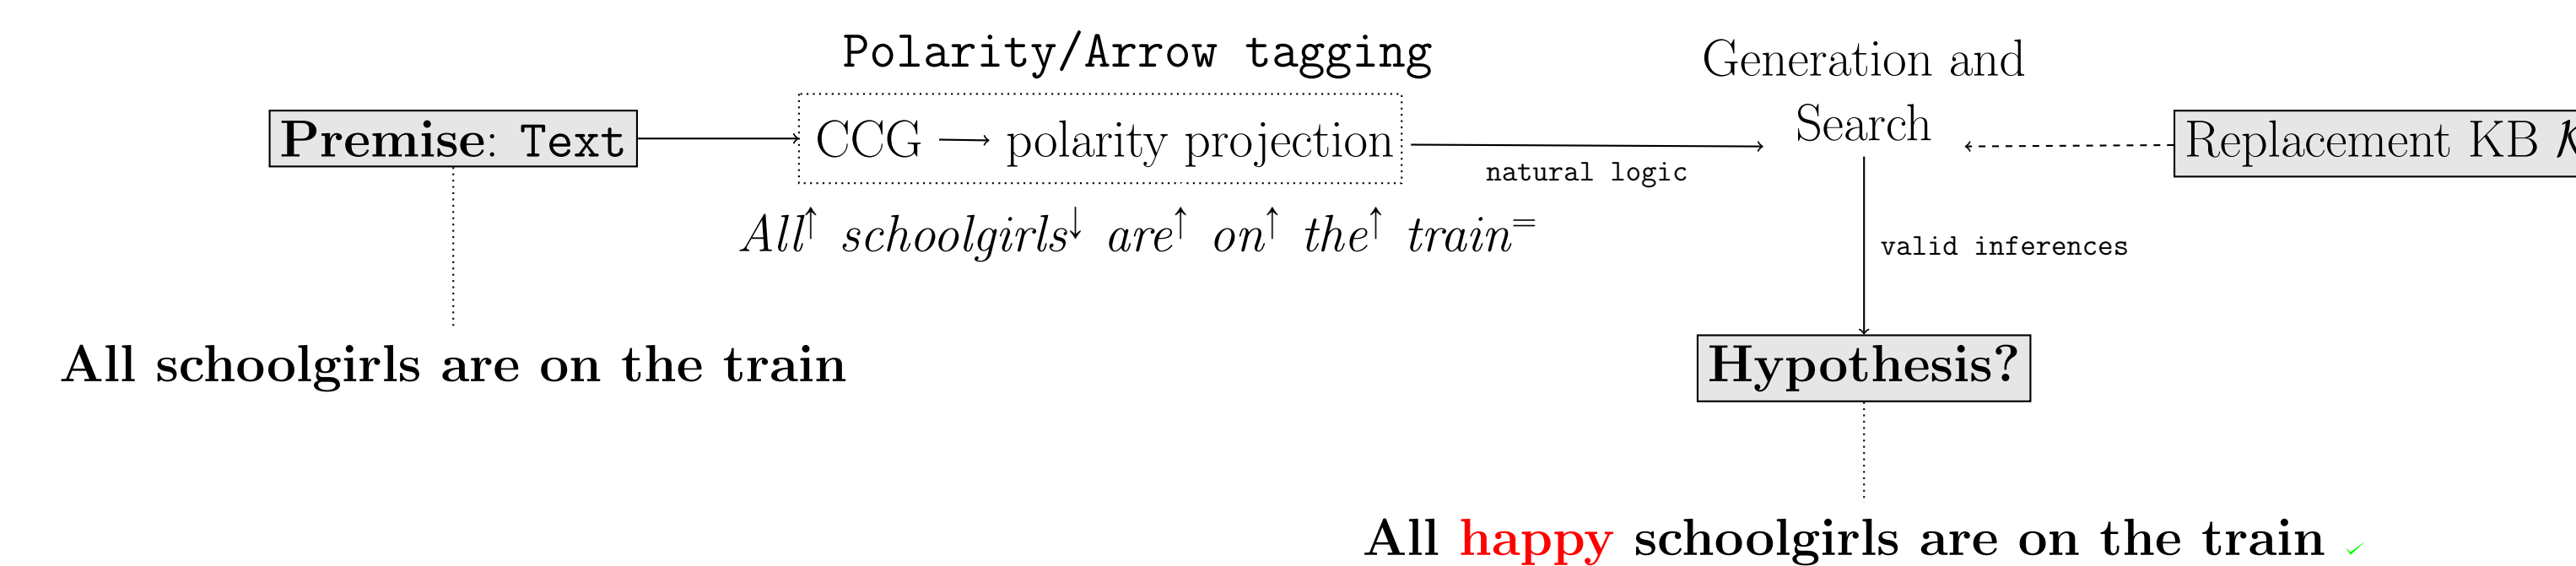 Polarity/Arrow tagging
Generation and
Search
Premise: Text
CCG → polarity projection
natural logic
Replacement KB
All↑ schoolgirls↓ are↑ on↑ the↑ train=
valid inferences
All schoolgirls are on the train
Hypothesis?
All happy schoolgirls are on the train ✓